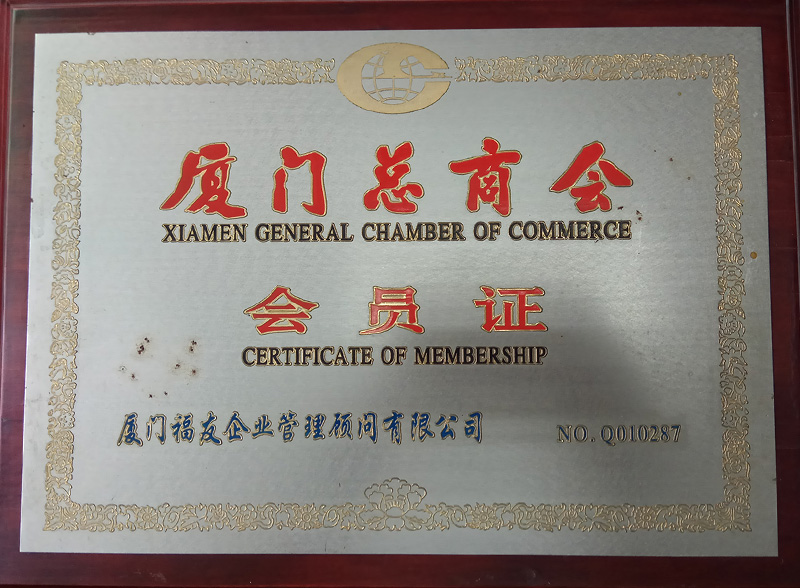 厦门总商会
XIAMEN GENERAL CHAMBER OF COMMERCE
会员证
CERTIFICATE OF MEMBERSHIP
厦门福友企业管理顾问有限公司 NO. Q010287